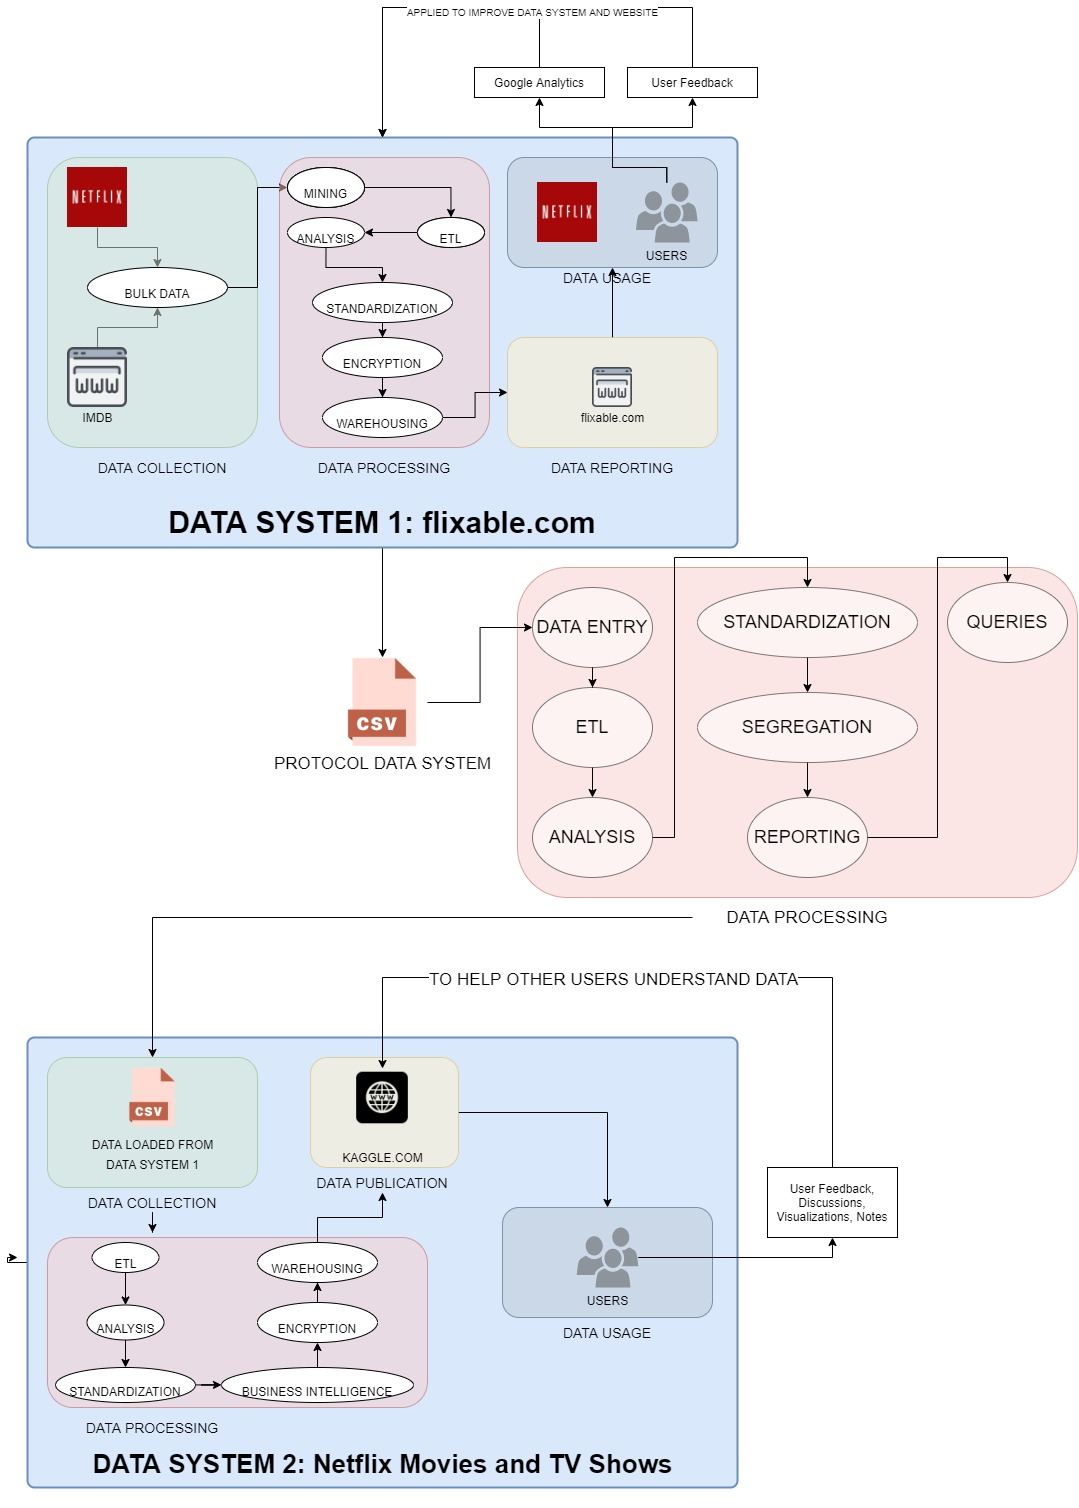 APPLIED TO IMPROVE DATA SYSTEM AND WEBSITE
Google Analytics
User Feedback
NETFLIX
BULK DATA
WWW
IMDB
DATA COLLECTION
MINING
ETL
ANALYSIS
STANDARDIZATION
ENCRYPTION
WAREHOUSING
DATA PROCESSING
NETFLIX
USERS
DATA USAGE
WWW
flixable.com
DATA REPORTING
DATA SYSTEM 1: flixable.com
CSV
PROTOCOL DATA SYSTEM
DATA ENTRY
ETL
ANALYSIS
STANDARDIZATION
SEGREGATION
REPORTING
QUERIES
DATA PROCESSING
TO HELP OTHER USERS UNDERSTAND DATA
CSV
DATA LOADED FROM
DATA SYSTEM 1
DATA COLLECTION
WWW
KAGGLE.COM
DATA PUBLICATION
ETL
ANALYSIS
STANDARDIZATION
BUSINESS INTELLIGENCE
ENCRYPTION
WAREHOUSING
DATA PROCESSING
USERS
DATA USAGE
User Feedback,
Discussions,
Visualizations, Notes
DATA SYSTEM 2: Netflix Movies and TV Shows